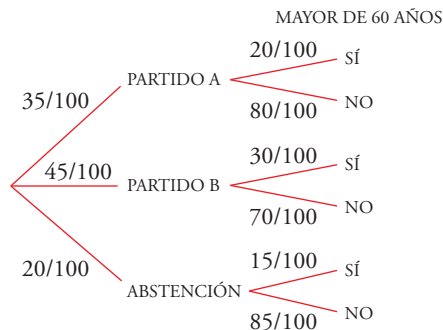 MAYOR DE 60 AÑOS
20/100
SÍ
PARTIDO A
35/100
80/100
NO
30/100
SÍ
45/100
PARTIDO B
70/100
NO
20/100
15/100
SÍ
ABSTENCIÓN
85/100
NO